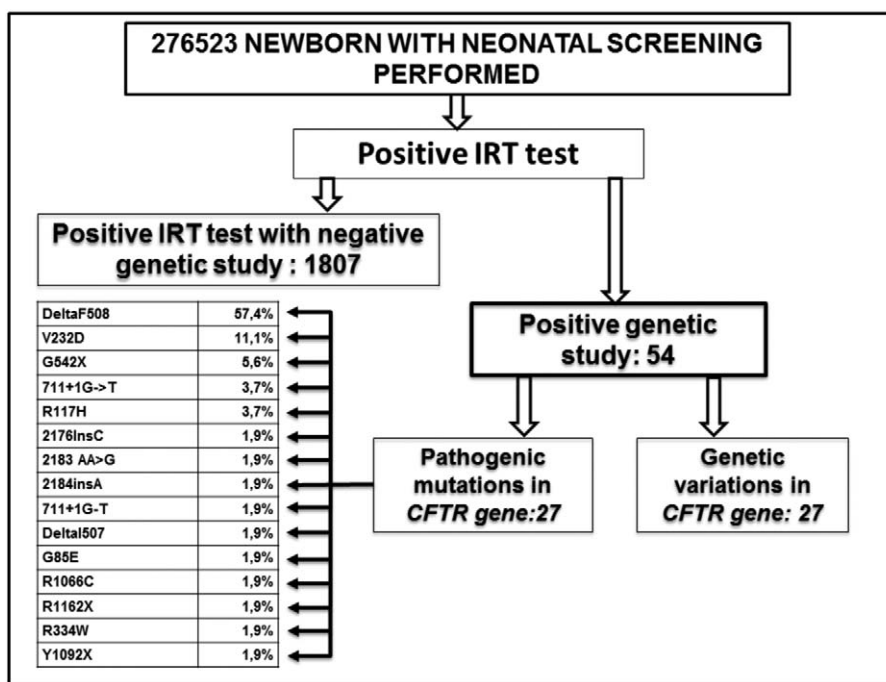 276523 NEWBORN WITH NEONATAL SCREENING
PERFORMED
Positive IRT test
Positive IRT test with negative
genetic study : 1807
Positive genetic
study: 54
Pathogenic
mutations in
CFTR gene:27
Genetic
variations in
CFTR gene: 27
DeltaF508 57,4%
V232D 11,1%
G542X 5,6%
711+1G->T 3,7%
R117H 3,7%
2176InsC 1,9%
2183 AA>G 1,9%
2184insA 1,9%
711+1G-T 1,9%
DeltaI507 1,9%
G85E 1,9%
R1066C 1,9%
R1162X 1,9%
R334W 1,9%
Y1092X 1,9%